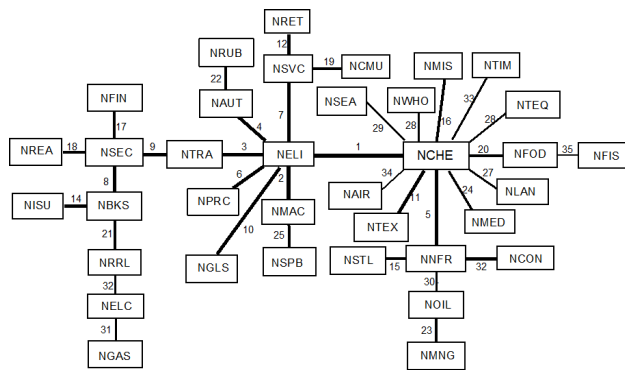 NRET
12
NRUB
NSVC
19
NCMU
NMIS
NTIM
22
NSEA
NWHO
33
NTEQ
NFIN
NAUT
7
16
28
17
4
29
28
NREA
18
NSEC
9
NTRA
3
NELI
1
NCHE
20
NFOD
35
NFIS
8
6
2
34
27
NISU
14
NBKS
NPRC
10
NMAC
NAIR
11
24
NLAN
21
25
NTEX
5
NMED
NRRL
NGLS
NSPB
NSTL
15
NNFR
32
NCON
32
30
NELC
NOIL
31
23
NGAS
NMNG